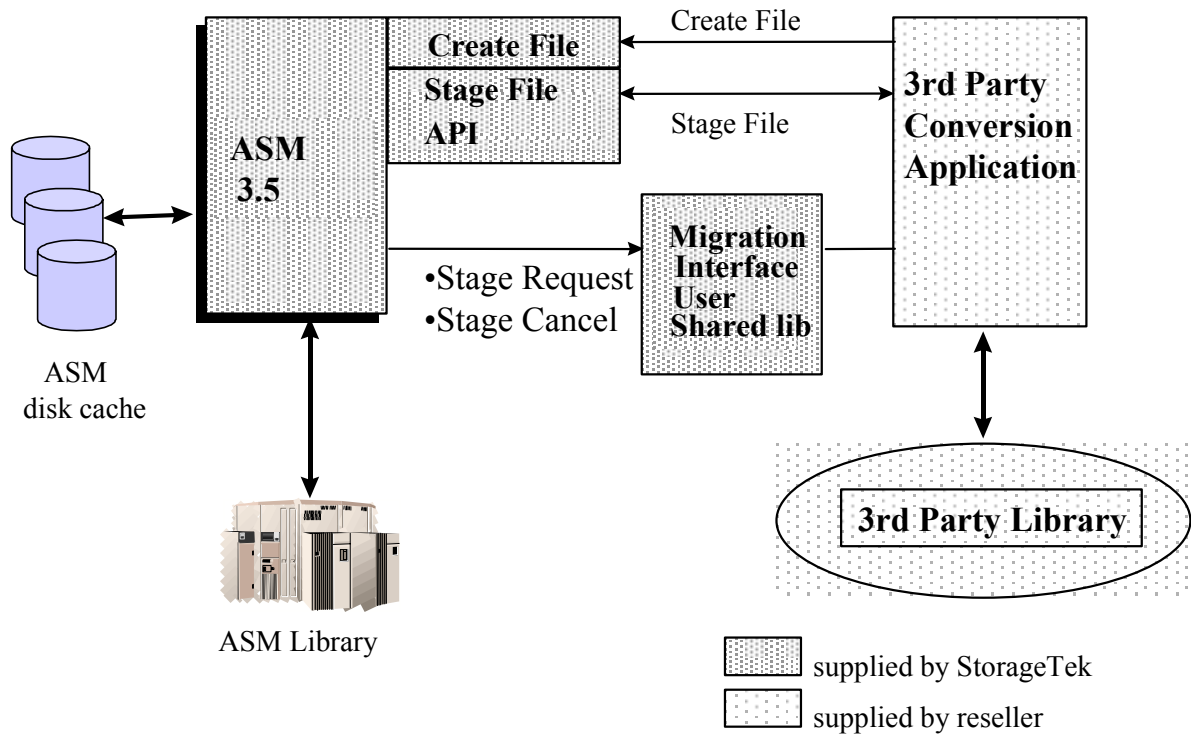 Create File
Create File
Stage File
API
Stage File
3rd Party
Conversion
Application
ASM
3.5
Migration
Interface
User
Shared lib
•Stage Request
•Stage Cancel
ASM
disk cache
3rd Party Library
ASM Library
supplied by StorageTek
supplied by reseller